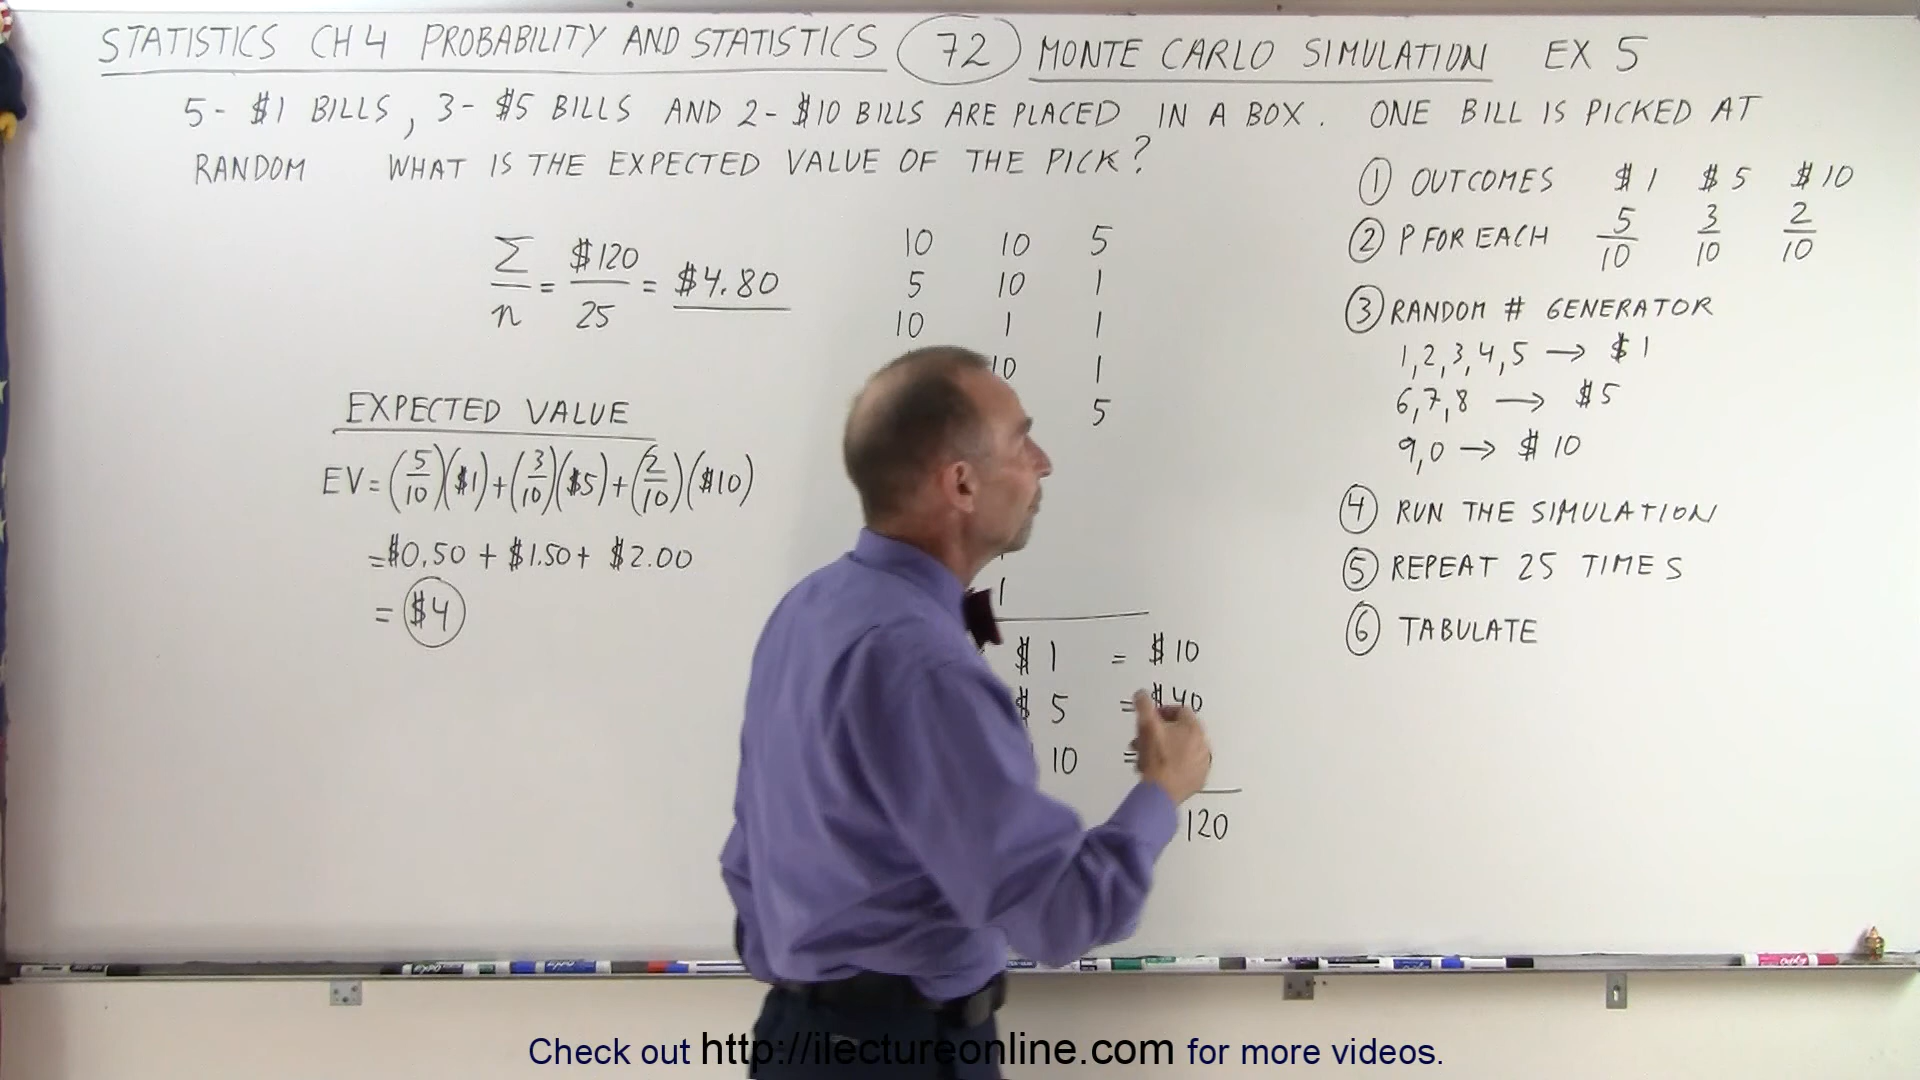 STATISTICS CH 4 PROBABILITY AND STATISTICS 72 MONTE CARLO SIMULATION EX 5
5- $1 BILLS, 3- $5 BILLS AND 2- $10 BILLS ARE PLACED IN A BOX. ONE BILL IS PICKED AT
RANDOM WHAT IS THE EXPECTED VALUE OF THE PICK?
Σ/n = $120/25 = $4.80
EXPECTED VALUE
EV = (5/10)($1) + (3/10)($5) + (2/10)($10)
= $0.50 + $1.50 + $2.00
= $4
10 10 5
5 10 1
10 1 1
10 1
5
1
$ 1 = $10
$ 5 = $40
10 =
120
① OUTCOMES $1 $5 $10
② P FOR EACH 5/10 3/10 2/10
③ RANDOM # GENERATOR
1,2,3,4,5 → $1
6,7,8 → $5
9,0 → $10
④ RUN THE SIMULATION
⑤ REPEAT 25 TIMES
⑥ TABULATE
Check out http://ilectureonline.com for more videos.